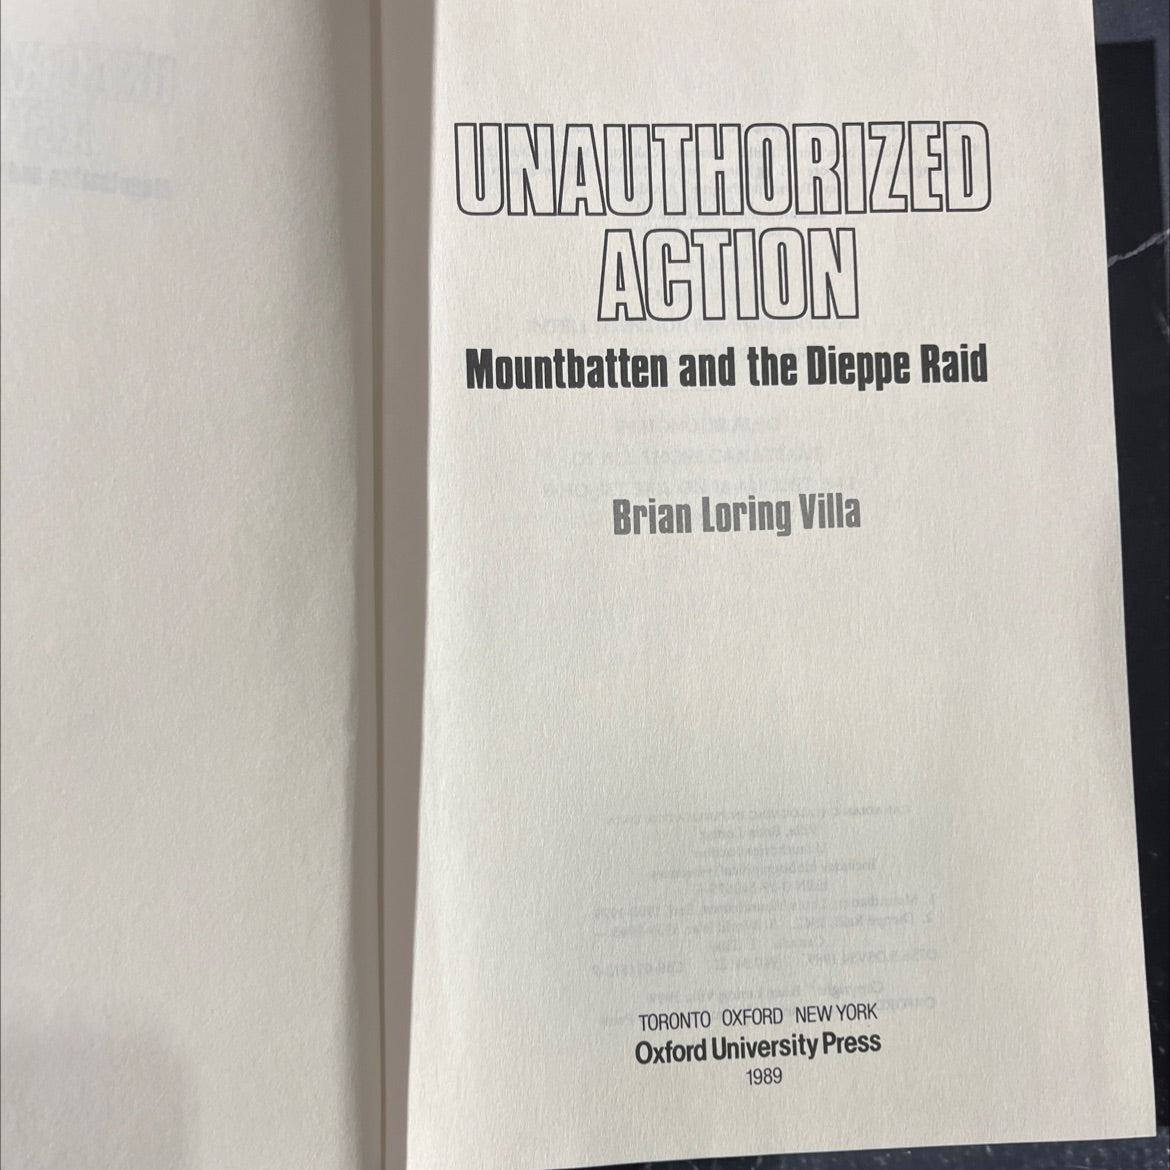 UNAUTHORIZED
ACTION
Mountbatten and the Dieppe Raid
Brian Loring Villa
TORONTO OXFORD NEW YORK
Oxford University Press
1989